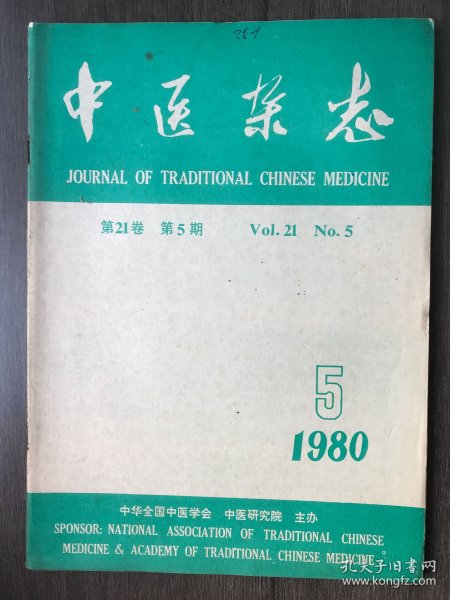 281
中医杂志
JOURNAL OF TRADITIONAL CHINESE MEDICINE
第21卷 第5期 Vol. 21 No. 5
5
1980
中华全国中医学会 中医研究院 主办
SPONSOR: NATIONAL ASSOCIATION OF TRADITIONAL CHINESE
MEDICINE & ACADEMY OF TRADITIONAL CHINESE MEDICINE
孔夫子旧书网
www.kongfz.com